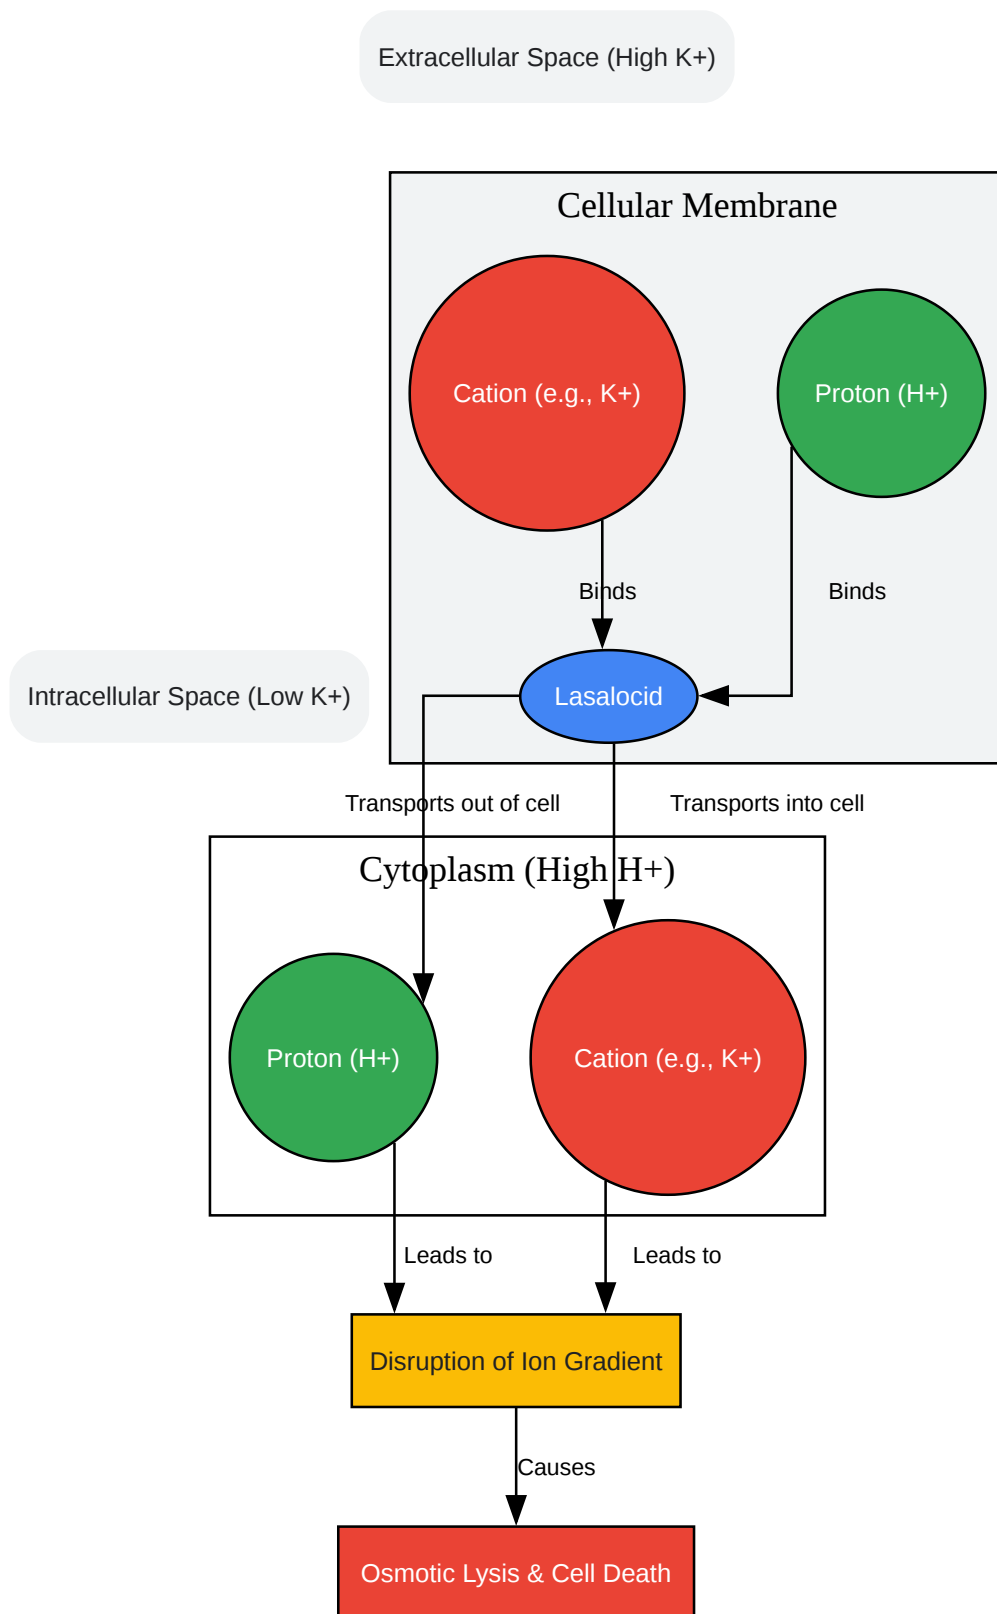 Extracellular Space (High K+)
Cellular Membrane
Cation (e.g., K+)
Proton (H+)
Binds
Binds
Intracellular Space (Low K+)
Lasalocid
Transports out of cell
Transports into cell
Cytoplasm (High H+)
Proton (H+)
Cation (e.g., K+)
Leads to
Leads to
Disruption of Ion Gradient
Causes
Osmotic Lysis & Cell Death